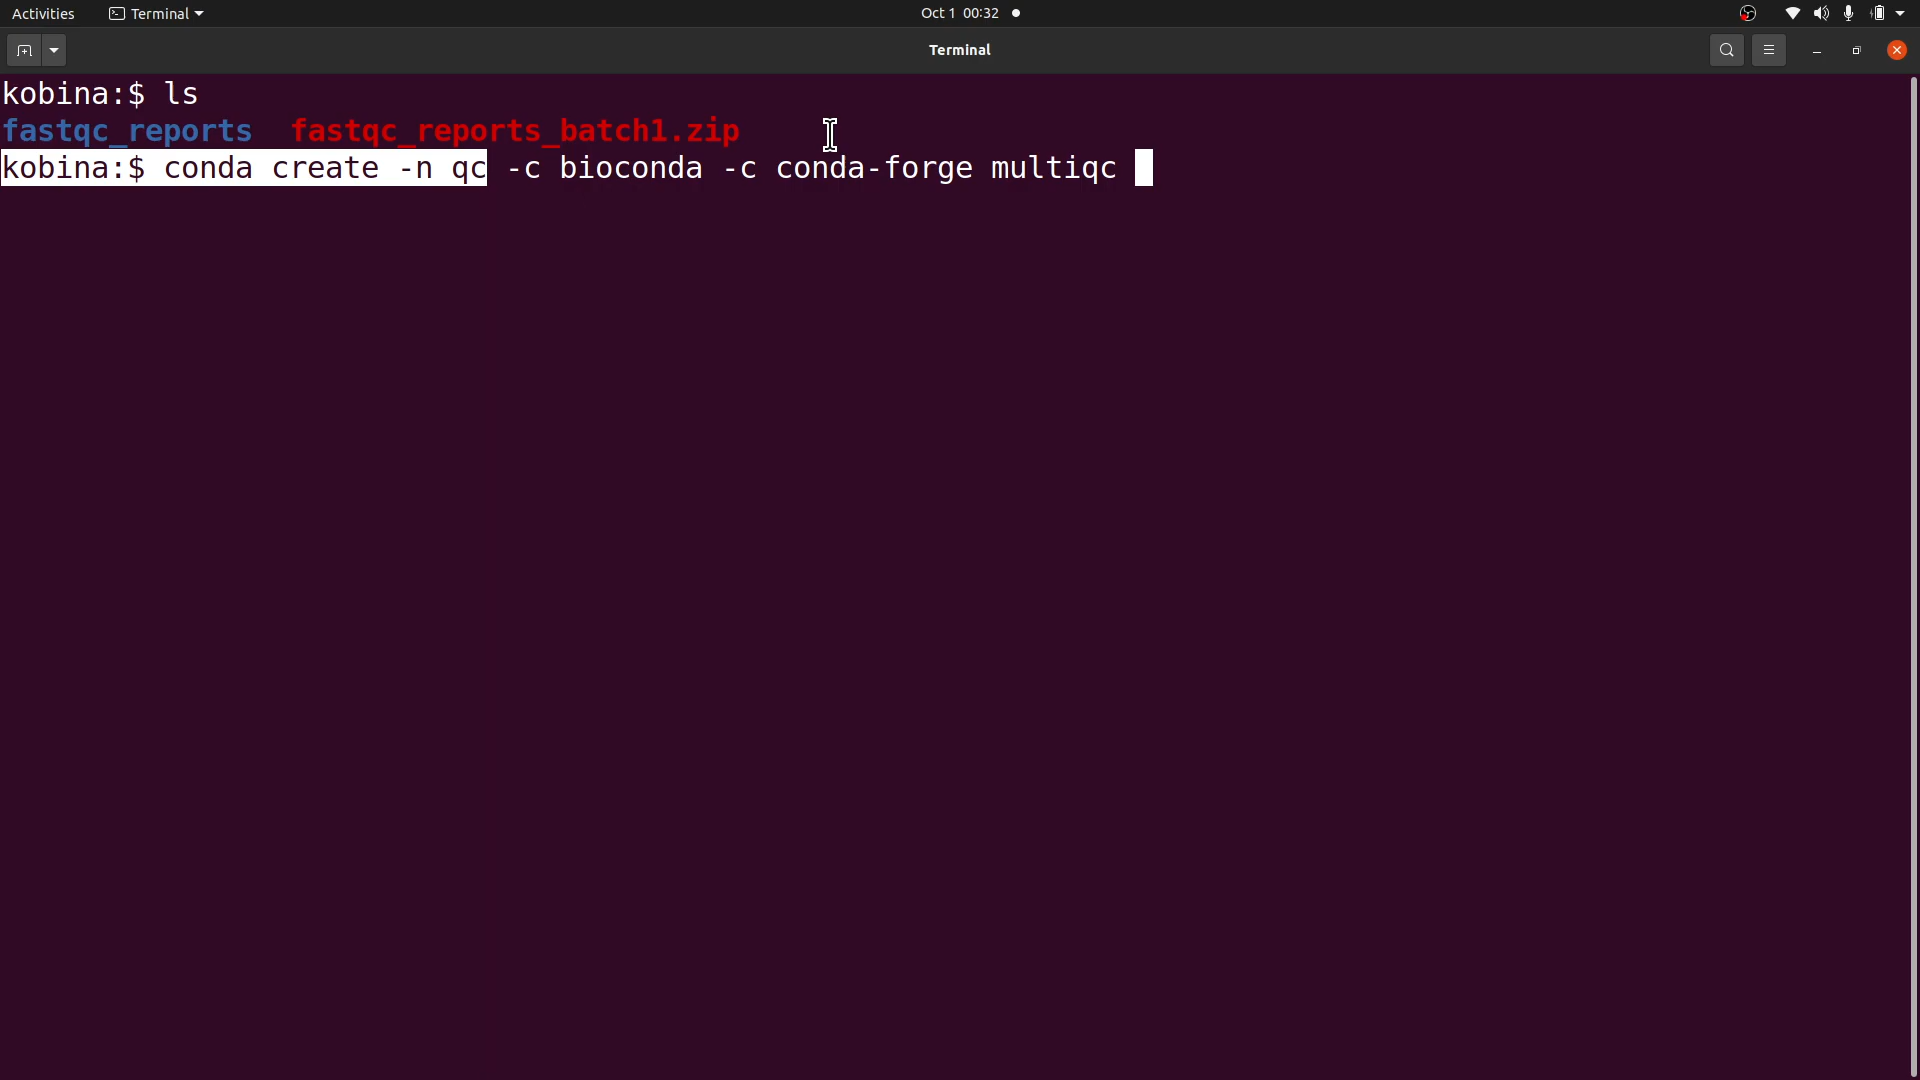 Activities Terminal Oct 1 00:32
Terminal
kobina:$ ls
fastqc_reports fastqc_reports_batch1.zip
kobina:$ conda create -n qc -c bioconda -c conda-forge multiqc